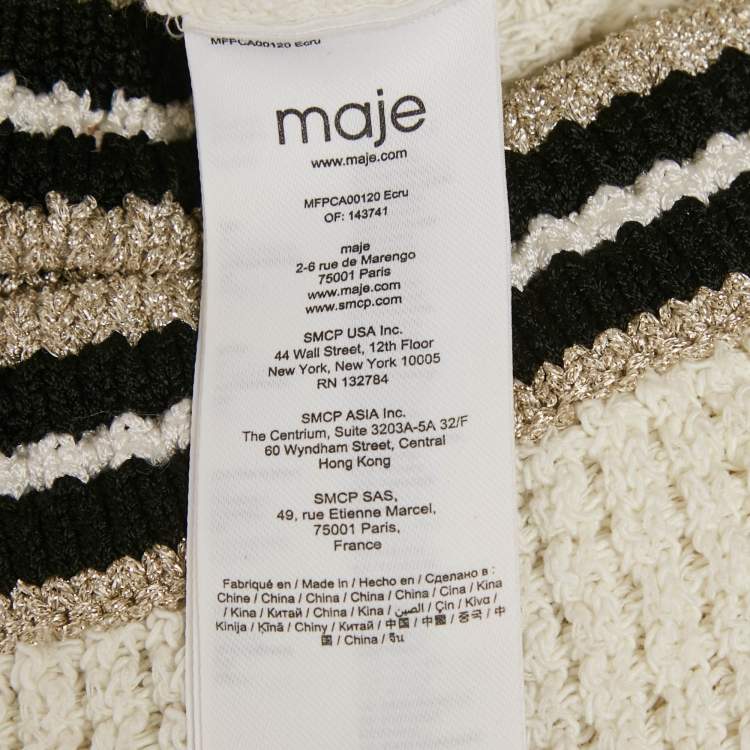 MFPCA00120 Ecru
maje
www.maje.com
MFPCA00120 Ecru
OF: 143741
maje
2-6 rue de Marengo
75001 Paris
www.maje.com
www.smcp.com
SMCP USA Inc.
44 Wall Street, 12th Floor
New York, New York 10005
RN 132784
SMCP ASIA Inc.
The Centrium, Suite 3203A-5A 32/F
60 Wyndham Street, Central
Hong Kong
SMCP SAS,
49, rue Etienne Marcel,
75001 Paris,
France
Fabriqué en / Made in / Hecho en / Сделано в :
Chine / China / China / China / China / Cina / Kina
/ Kina / Китай / China / Kina / الصين / Çin / Κίνα /
Kinija / Ķīnā / Chiny / Китай / 中国 / 中國 / 중국 / 中
国 / China / จีน